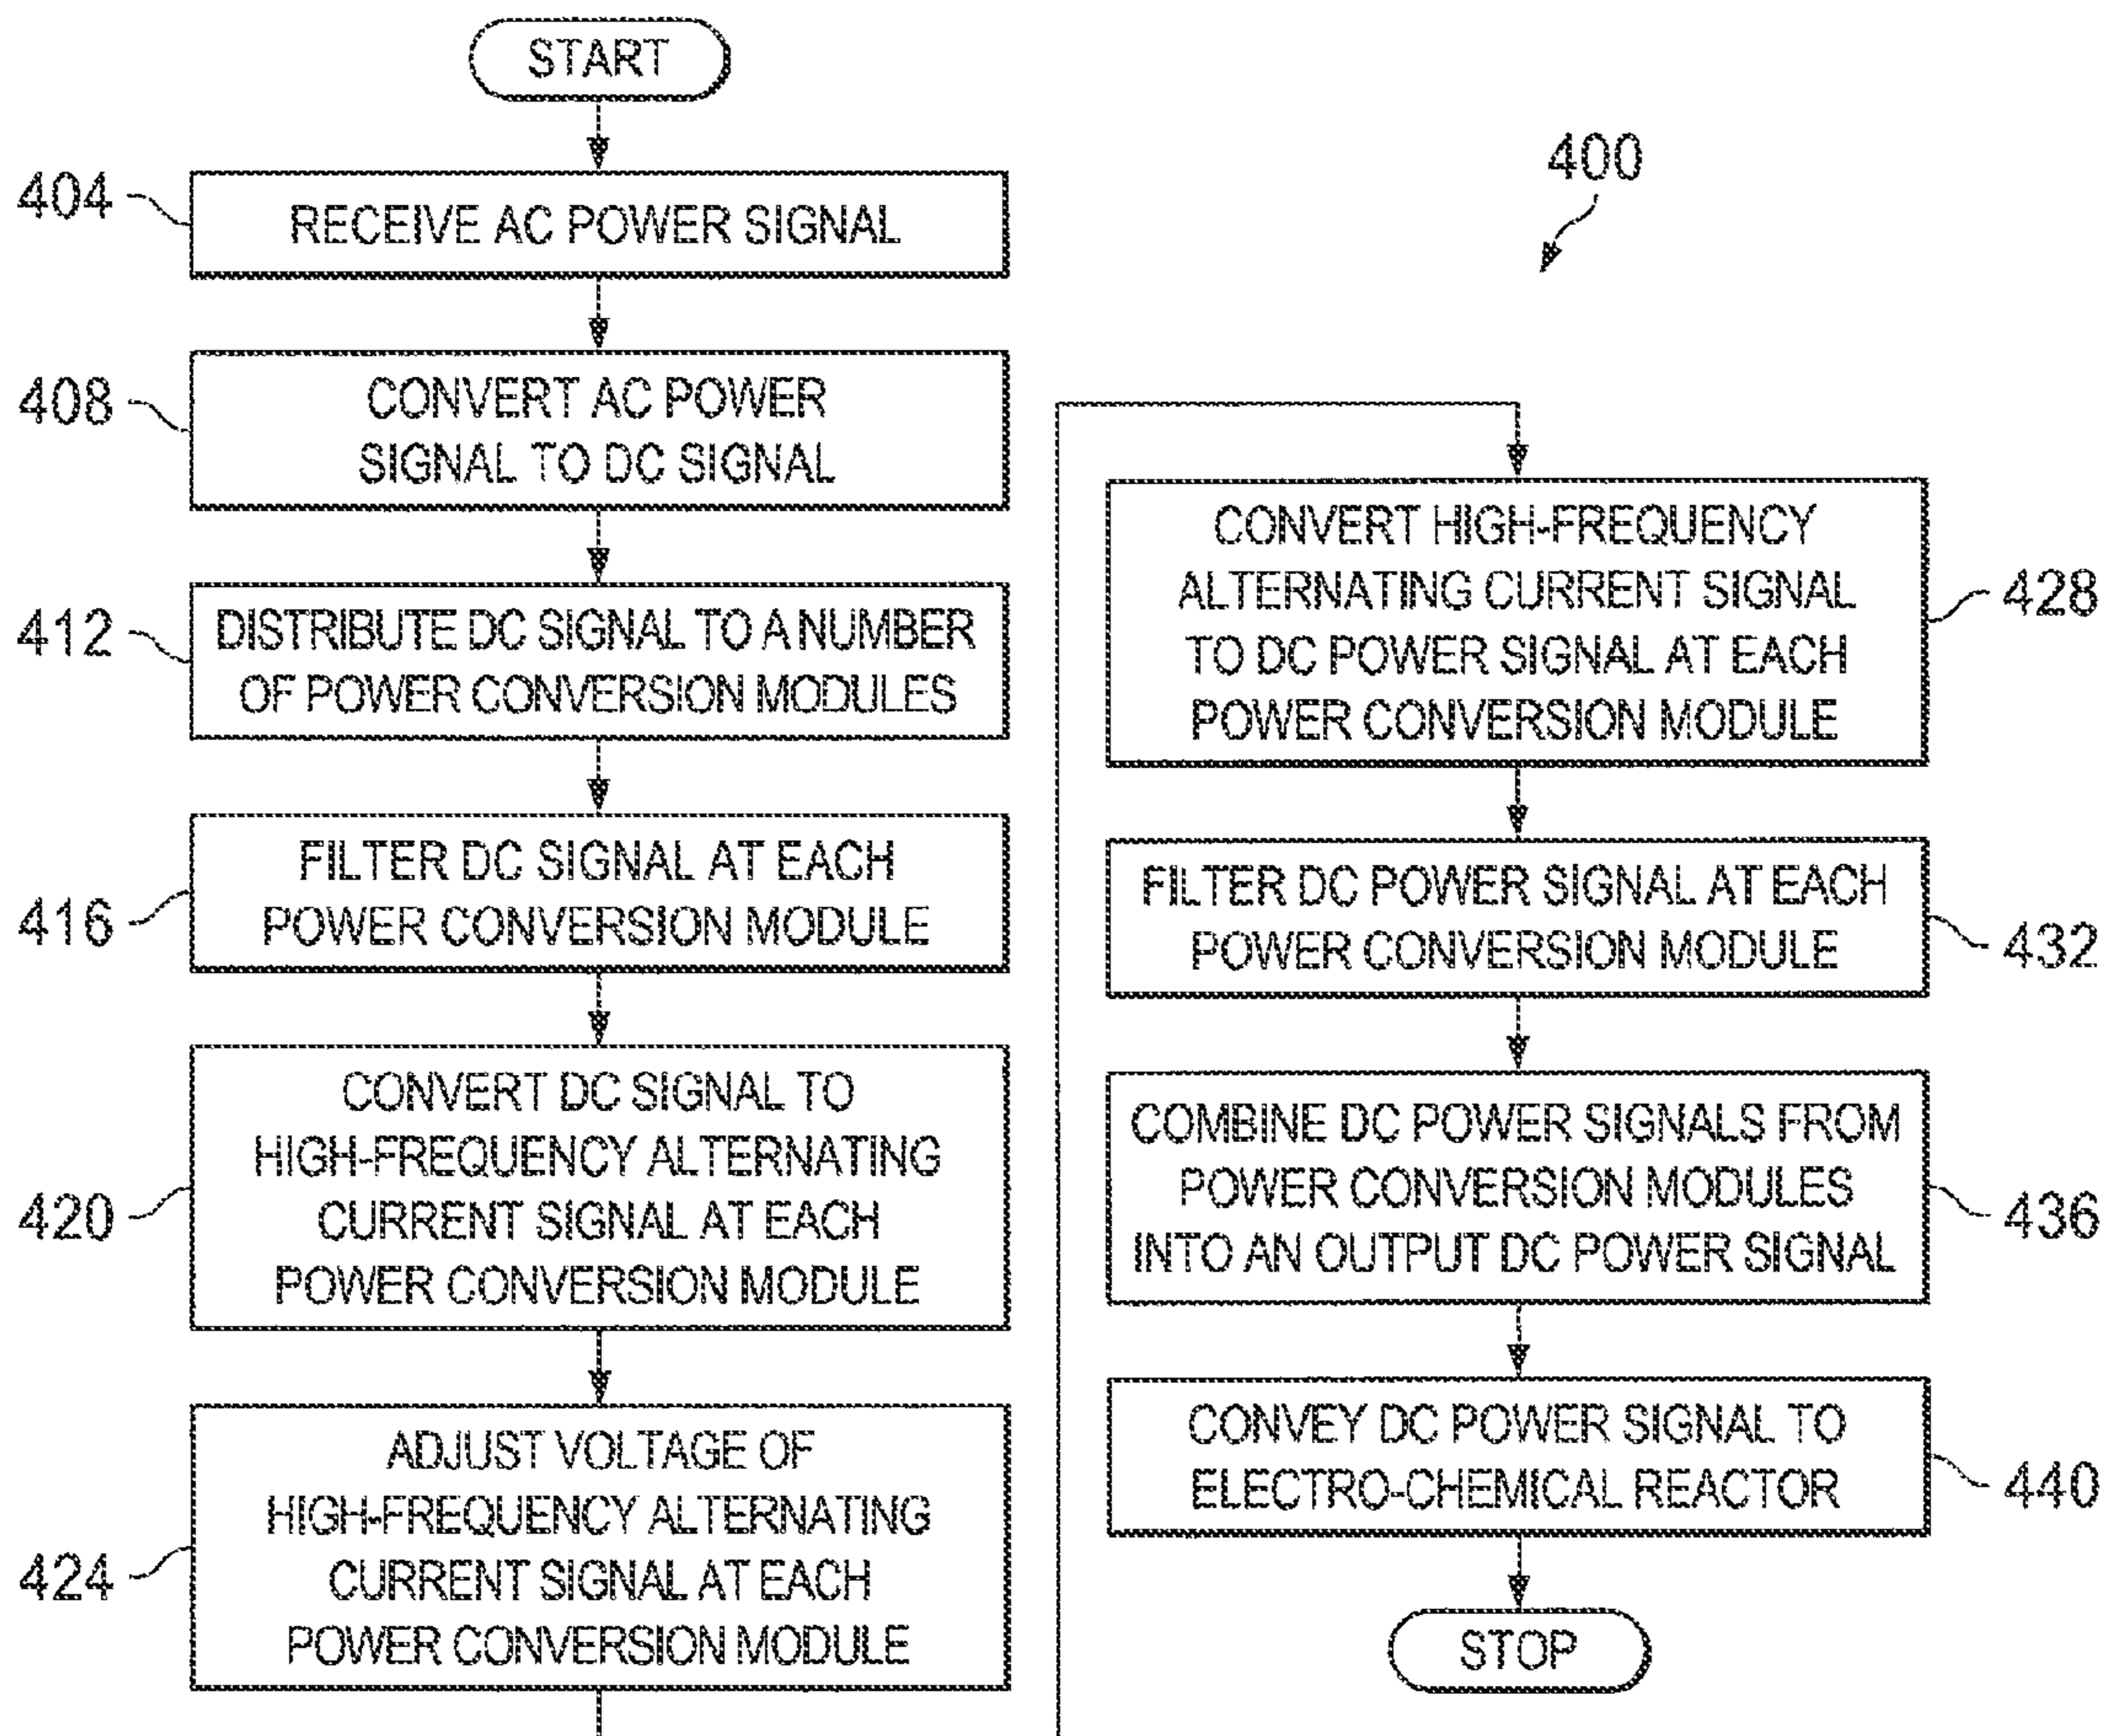 START
400
404
RECEIVE AC POWER SIGNAL
408
CONVERT AC POWER
SIGNAL TO DC SIGNAL
412
DISTRIBUTE DC SIGNAL TO A NUMBER
OF POWER CONVERSION MODULES
416
FILTER DC SIGNAL AT EACH
POWER CONVERSION MODULE
420
CONVERT DC SIGNAL TO
HIGH-FREQUENCY ALTERNATING
CURRENT SIGNAL AT EACH
POWER CONVERSION MODULE
424
ADJUST VOLTAGE OF
HIGH-FREQUENCY ALTERNATING
CURRENT SIGNAL AT EACH
POWER CONVERSION MODULE
CONVERT HIGH-FREQUENCY
ALTERNATING CURRENT SIGNAL
TO DC POWER SIGNAL AT EACH
POWER CONVERSION MODULE
428
FILTER DC POWER SIGNAL AT EACH
POWER CONVERSION MODULE
432
COMBINE DC POWER SIGNALS FROM
POWER CONVERSION MODULES
INTO AN OUTPUT DC POWER SIGNAL
436
CONVEY DC POWER SIGNAL TO
ELECTRO-CHEMICAL REACTOR
440
STOP